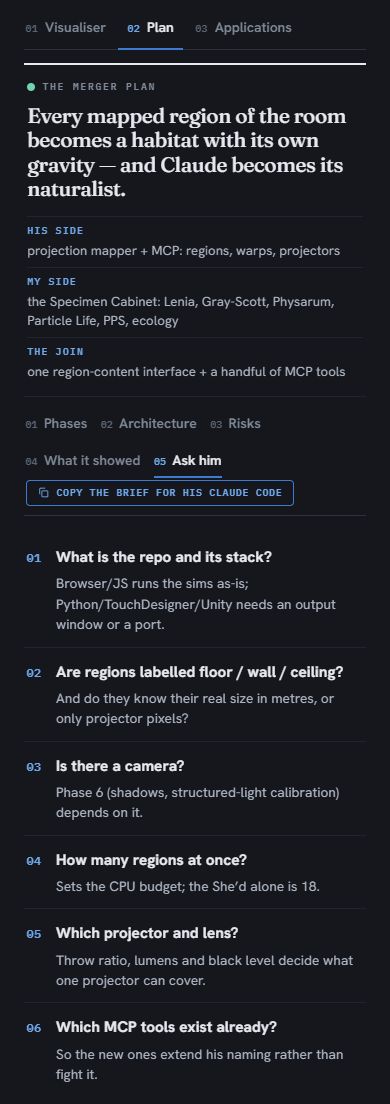 01 Visualiser 02 Plan 03 Applications
THE MERGER PLAN
Every mapped region of the room
becomes a habitat with its own
gravity — and Claude becomes its
naturalist.
HIS SIDE
projection mapper + MCP: regions, warps, projectors
MY SIDE
the Specimen Cabinet: Lenia, Gray-Scott, Physarum,
Particle Life, PPS, ecology
THE JOIN
one region-content interface + a handful of MCP tools
01 Phases 02 Architecture 03 Risks
04 What it showed 05 Ask him
COPY THE BRIEF FOR HIS CLAUDE CODE
01 What is the repo and its stack?
Browser/JS runs the sims as-is;
Python/TouchDesigner/Unity needs an output
window or a port.
02 Are regions labelled floor / wall / ceiling?
And do they know their real size in metres, or
only projector pixels?
03 Is there a camera?
Phase 6 (shadows, structured-light calibration)
depends on it.
04 How many regions at once?
Sets the CPU budget; the She’d alone is 18.
05 Which projector and lens?
Throw ratio, lumens and black level decide what
one projector can cover.
06 Which MCP tools exist already?
So the new ones extend his naming rather than
fight it.